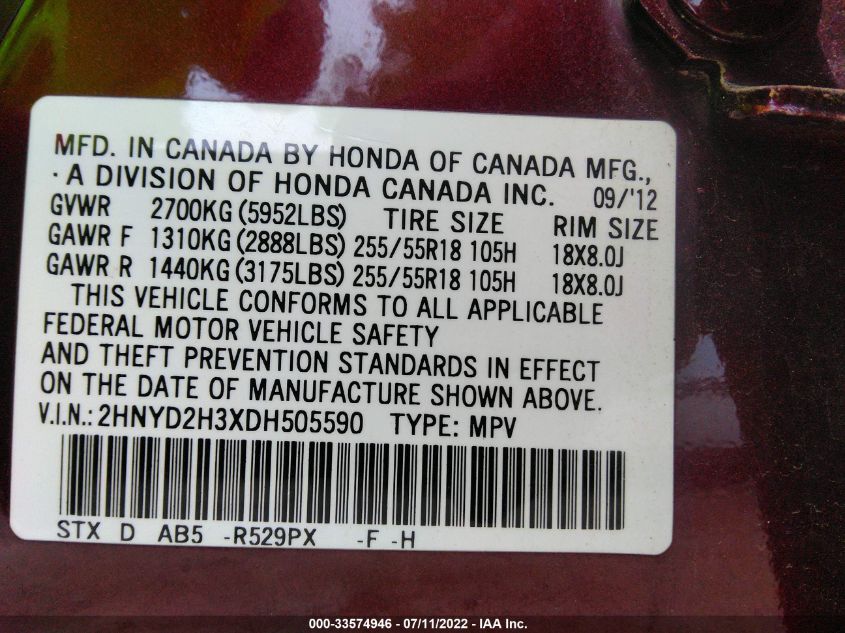 MFD. IN CANADA BY HONDA OF CANADA MFG.,
· A DIVISION OF HONDA CANADA INC. 09/'12
GVWR 2700KG (5952LBS) TIRE SIZE RIM SIZE
GAWR F 1310KG (2888LBS) 255/55R18 105H 18X8.0J
GAWR R 1440KG (3175LBS) 255/55R18 105H 18X8.0J
THIS VEHICLE CONFORMS TO ALL APPLICABLE
FEDERAL MOTOR VEHICLE SAFETY
AND THEFT PREVENTION STANDARDS IN EFFECT
ON THE DATE OF MANUFACTURE SHOWN ABOVE.
V.I.N.: 2HNYD2H3XDH505590 TYPE: MPV
STX D AB5 -R529PX -F -H
000-33574946 - 07/11/2022 - IAA Inc.